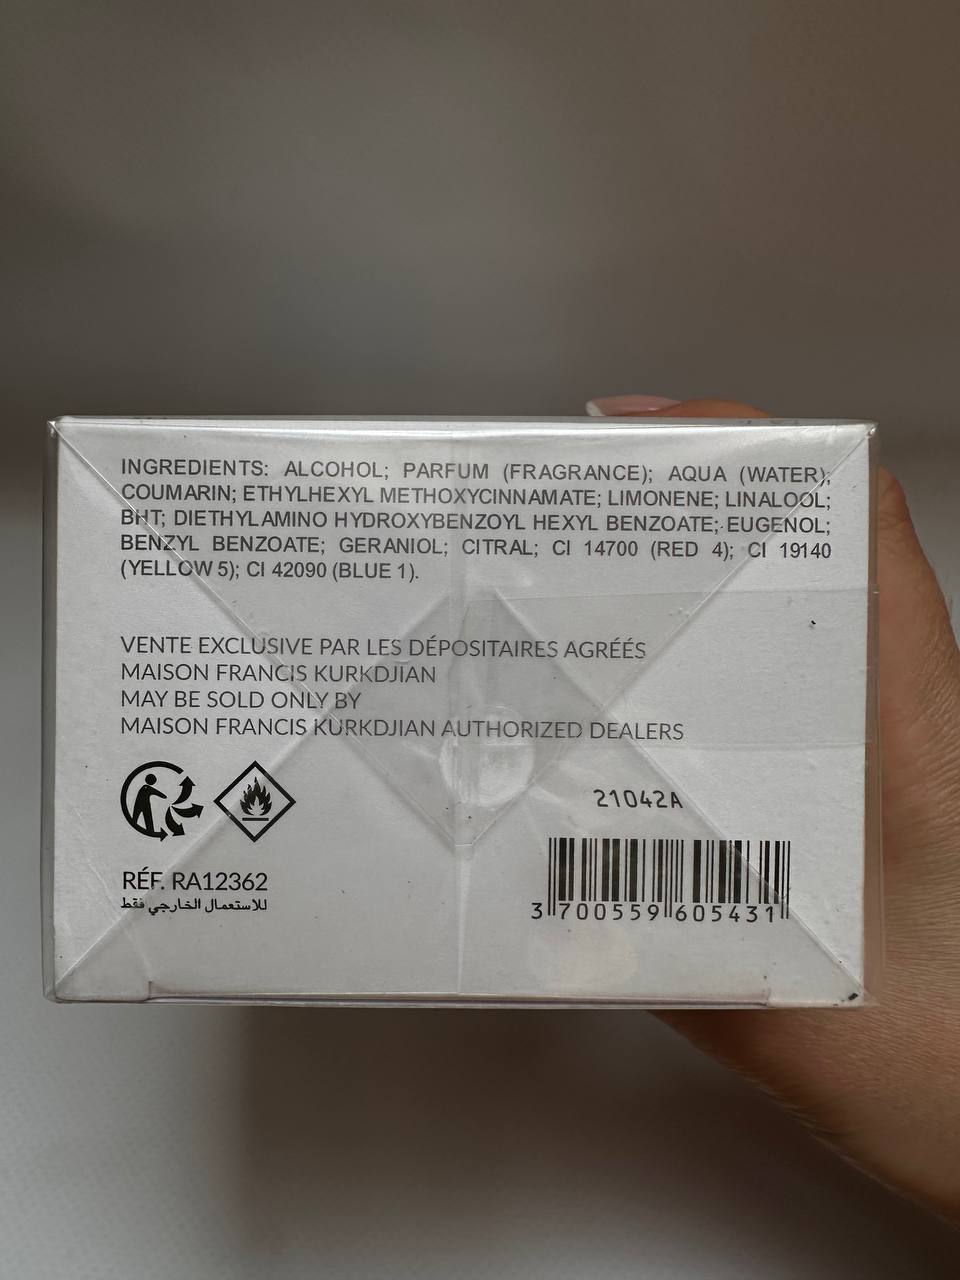 INGREDIENTS: ALCOHOL; PARFUM (FRAGRANCE); AQUA (WATER);
COUMARIN; ETHYLHEXYL METHOXYCINNAMATE; LIMONENE; LINALOOL;
BHT; DIETHYLAMINO HYDROXYBENZOYL HEXYL BENZOATE; EUGENOL;
BENZYL BENZOATE; GERANIOL; CITRAL; CI 14700 (RED 4); CI 19140
(YELLOW 5); CI 42090 (BLUE 1).
VENTE EXCLUSIVE PAR LES DÉPOSITAIRES AGRÉÉS
MAISON FRANCIS KURKDJIAN
MAY BE SOLD ONLY BY
MAISON FRANCIS KURKDJIAN AUTHORIZED DEALERS
21042A
RÉF. RA12362
للاستعمال الخارجي فقط
3 700559 605431